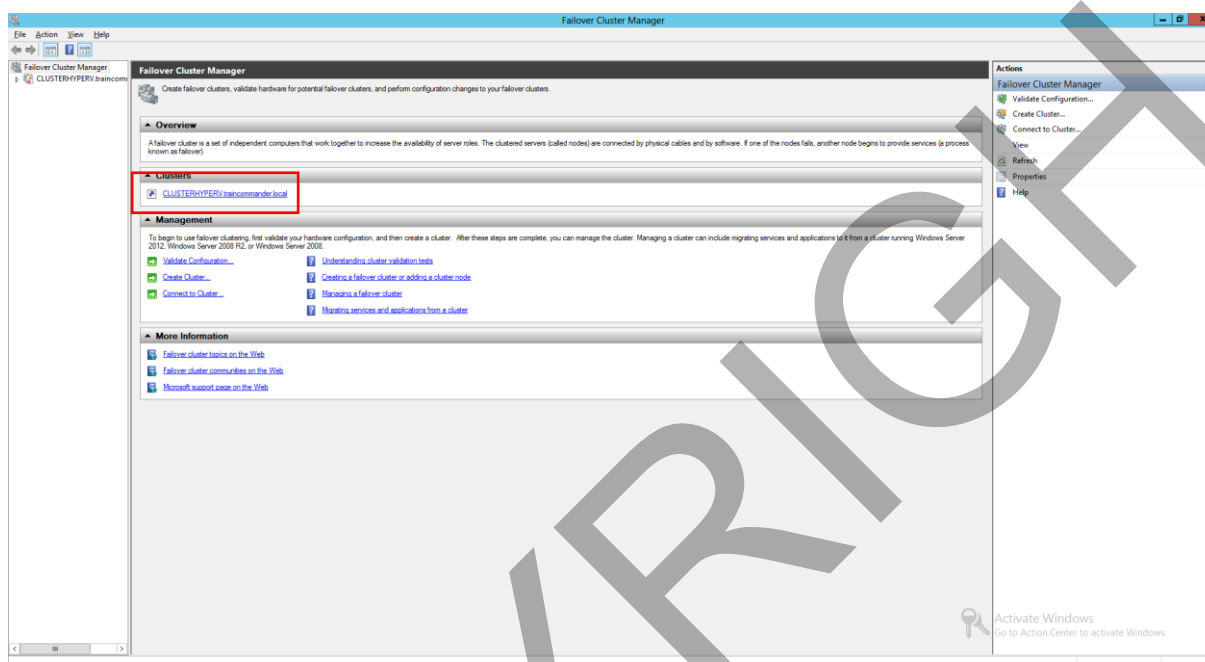 Failover Cluster Manager
File Action View Help
Failover Cluster Manager
CLUSTERHYPERV.traincom
Failover Cluster Manager
Create failover clusters, validate hardware for potential failover clusters, and perform configuration changes to your failover clusters.
Overview
A failover cluster is a set of independent computers that work together to increase the availability of server roles. The clustered servers (called nodes) are connected by physical cables and by software. If one of the nodes fails, another node begins to provide services (a process
known as failover).
Clusters
CLUSTERHYPERV.traincommander.local
Management
To begin to use failover clustering, first validate your hardware configuration, and then create a cluster. After these steps are complete, you can manage the cluster. Managing a cluster can include migrating services and applications to it from a cluster running Windows Server
2012, Windows Server 2008 R2, or Windows Server 2008.
Validate Configuration... Understanding cluster validation tests
Create Cluster... Creating a failover cluster or adding a cluster node
Connect to Cluster... Managing a failover cluster
Migrating services and applications from a cluster
More Information
Failover cluster topics on the Web
Failover cluster communities on the Web
Microsoft support page on the Web
Actions
Failover Cluster Manager
Validate Configuration...
Create Cluster...
Connect to Cluster...
View
Refresh
Properties
Help
Activate Windows
Go to Action Center to activate Windows.
YRIGHT